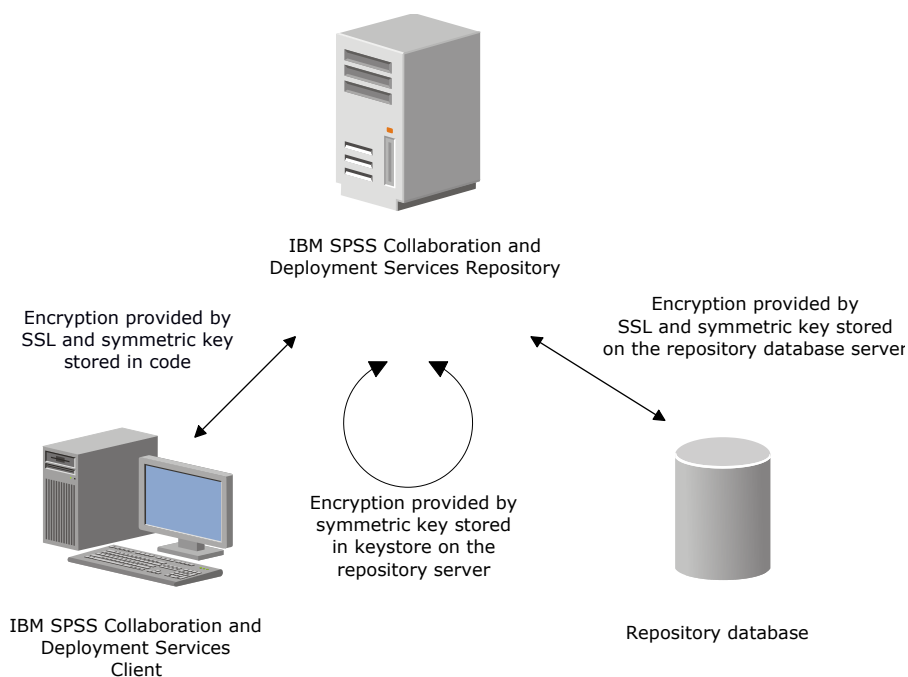 IBM SPSS Collaboration and
Deployment Services Repository
Encryption provided by
SSL and symmetric key
stored in code
Encryption provided by
SSL and symmetric key stored
on the repository database server
Encryption provided by
symmetric key stored
in keystore on the
repository server
IBM SPSS Collaboration and
Deployment Services
Client
Repository database